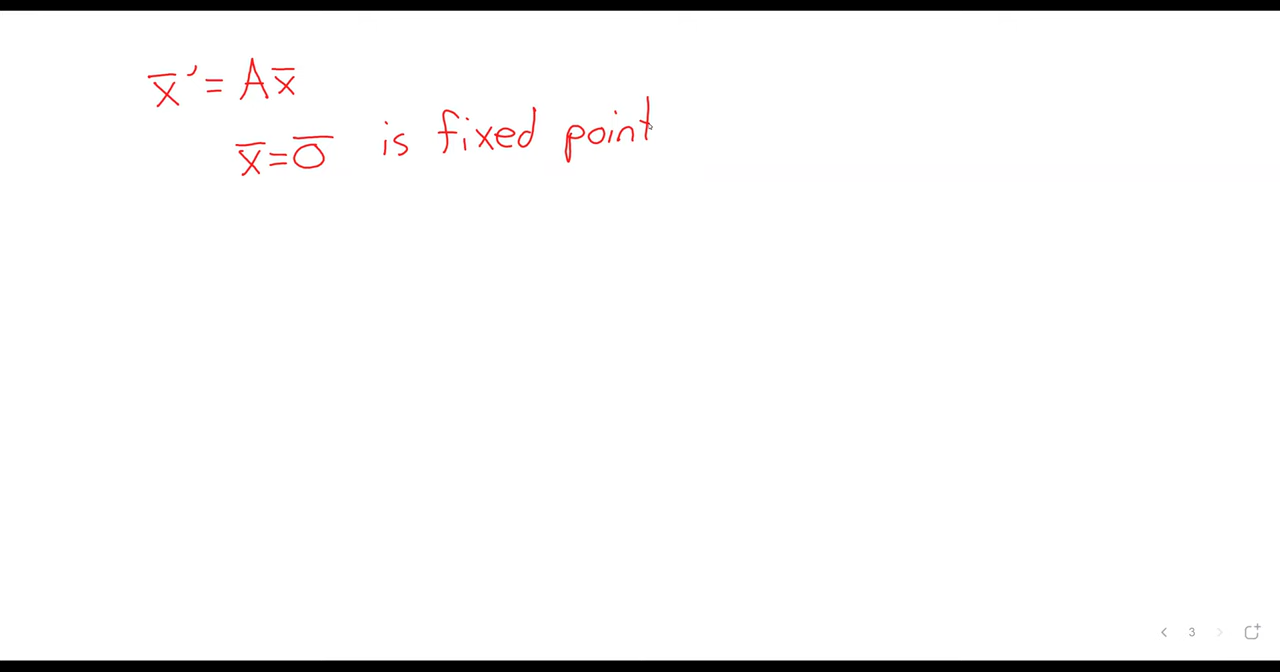 x̄' = Ax̄
x̄ = 0̄ is fixed point
3